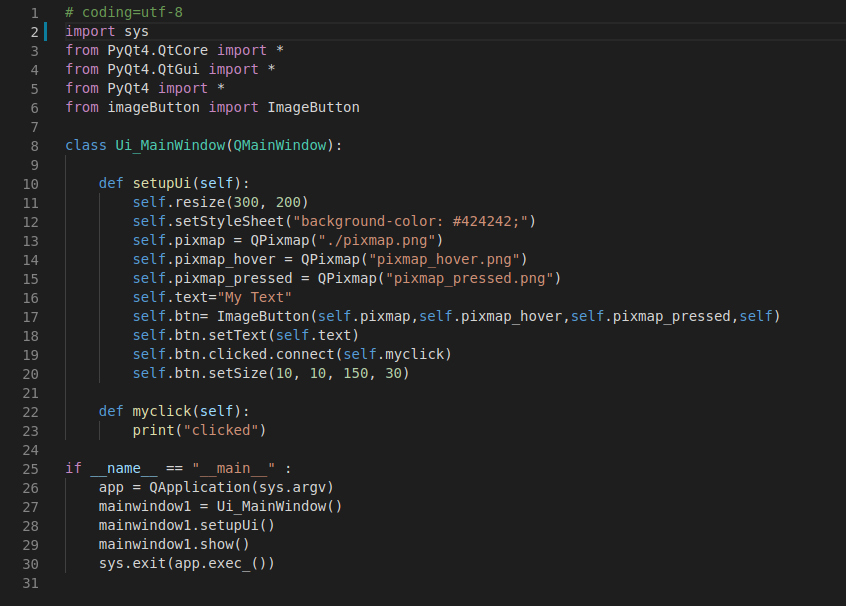 1 # coding=utf-8
2 import sys
3 from PyQt4.QtCore import *
4 from PyQt4.QtGui import *
5 from PyQt4 import *
6 from imageButton import ImageButton
7
8 class Ui_MainWindow(QMainWindow):
9
10     def setupUi(self):
11         self.resize(300, 200)
12         self.setStyleSheet("background-color: #424242;")
13         self.pixmap = QPixmap("./pixmap.png")
14         self.pixmap_hover = QPixmap("pixmap_hover.png")
15         self.pixmap_pressed = QPixmap("pixmap_pressed.png")
16         self.text="My Text"
17         self.btn= ImageButton(self.pixmap,self.pixmap_hover,self.pixmap_pressed,self)
18         self.btn.setText(self.text)
19         self.btn.clicked.connect(self.myclick)
20         self.btn.setSize(10, 10, 150, 30)
21
22     def myclick(self):
23         print("clicked")
24
25 if __name__ == "__main__" :
26     app = QApplication(sys.argv)
27     mainwindow1 = Ui_MainWindow()
28     mainwindow1.setupUi()
29     mainwindow1.show()
30     sys.exit(app.exec_())
31